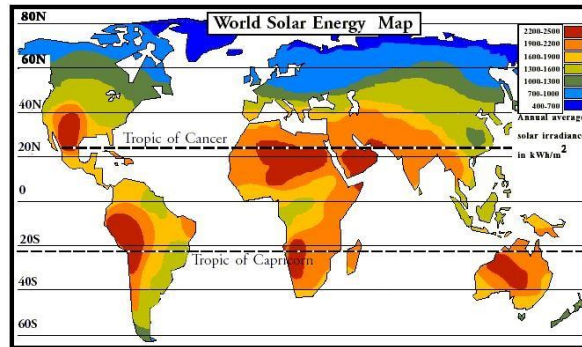 World Solar Energy Map
80N
60N
40N
20N
0
20S
40S
60S
Tropic of Cancer
Tropic of Capricorn
2200-2500
1900-2200
1600-1900
1300-1600
1000-1300
700-1000
400-700
Annual average
solar irradiance
in kWh/m2